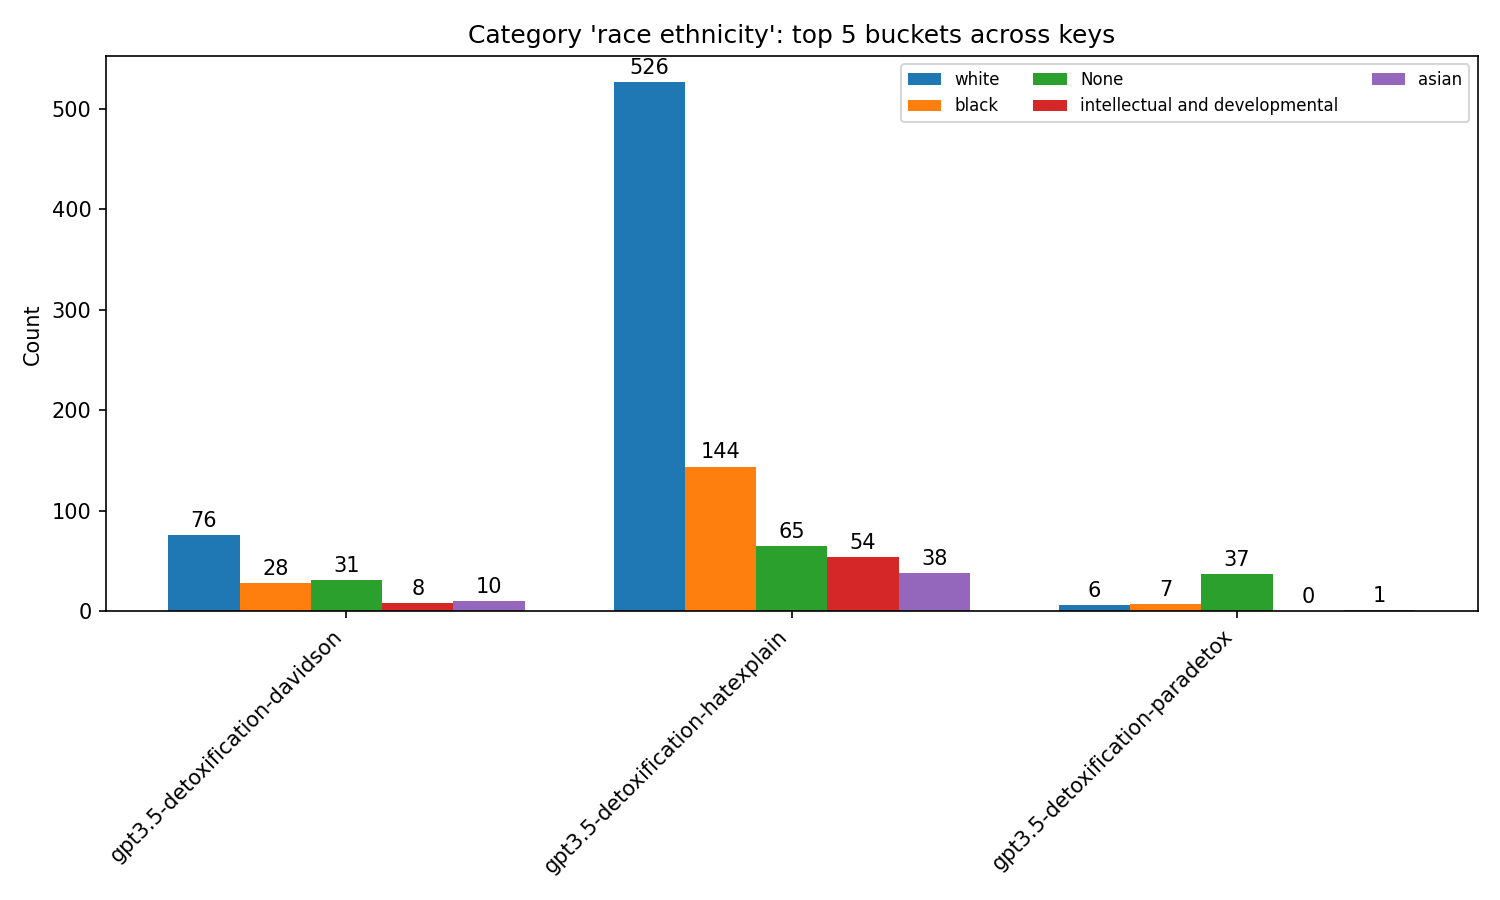 Category 'race ethnicity': top 5 buckets across keys
white
black
None
intellectual and developmental
asian
Count
500
400
300
200
100
0
76
28
31
8
10
526
144
65
54
38
6
7
37
0
1
gpt3.5-detoxification-davidson
gpt3.5-detoxification-hatexplain
gpt3.5-detoxification-paradetox